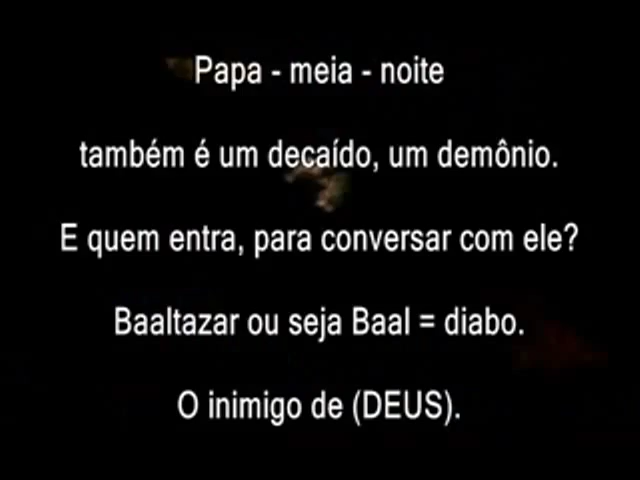 Papa - meia - noite
também é um decaído, um demônio.
E quem entra, para conversar com ele?
Baaltazar ou seja Baal = diabo.
O inimigo de (DEUS).